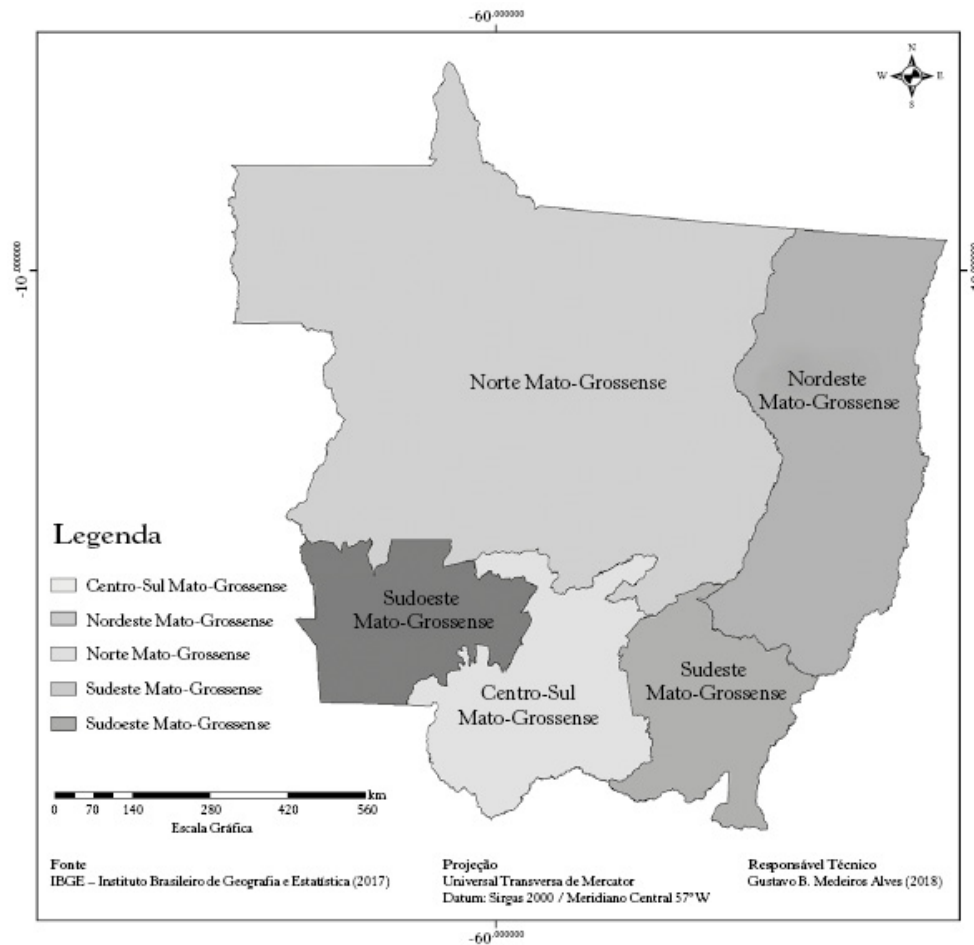 -60,000000
N
W E
S
-10,000000
Norte Mato-Grossense
Nordeste
Mato-Grossense
Legenda
Centro-Sul Mato-Grossense
Nordeste Mato-Grossense
Norte Mato-Grossense
Sudeste Mato-Grossense
Sudoeste Mato-Grossense
Sudoeste
Mato-Grossense
Centro-Sul
Mato-Grossense
Sudeste
Mato-Grossense
km
0 70 140 280 420 560
Escala Gráfica
Fonte
IBGE – Instituto Brasileiro de Geografia e Estatística (2017)
Projeção
Universal Transversa de Mercator
Datum: Sirgas 2000 / Meridiano Central 57° W
Responsável Técnico
Gustavo B. Medeiros Alves (2018)
-60,000000